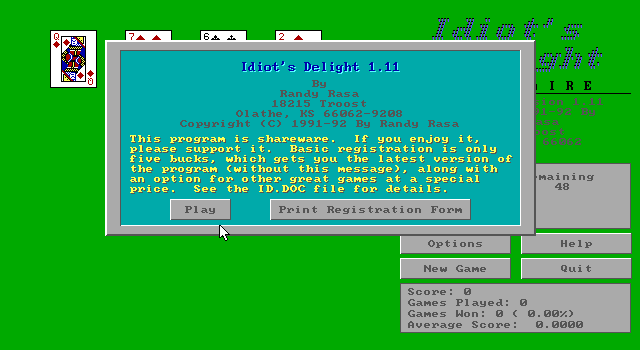 Q
7
6
2
Idiot's
ght
IRE
Idiot's Delight 1.11
By
Randy Rasa
18215 Troost
Olathe, KS 66062-9208
Copyright (C) 1991-92 By Randy Rasa
This program is shareware. If you enjoy it,
please support it. Basic registration is only
five bucks, which gets you the latest version of
the program (without this message), along with
an option for other great games at a special
price. See the ID.DOC file for details.
Play
Print Registration Form
sion 1.11
91-92 By
Rasa
oost
66062
Q
maining
48
Options
Help
New Game
Quit
Score: 0
Games Played: 0
Games Won: 0 ( 0.00%)
Average Score: 0.0000